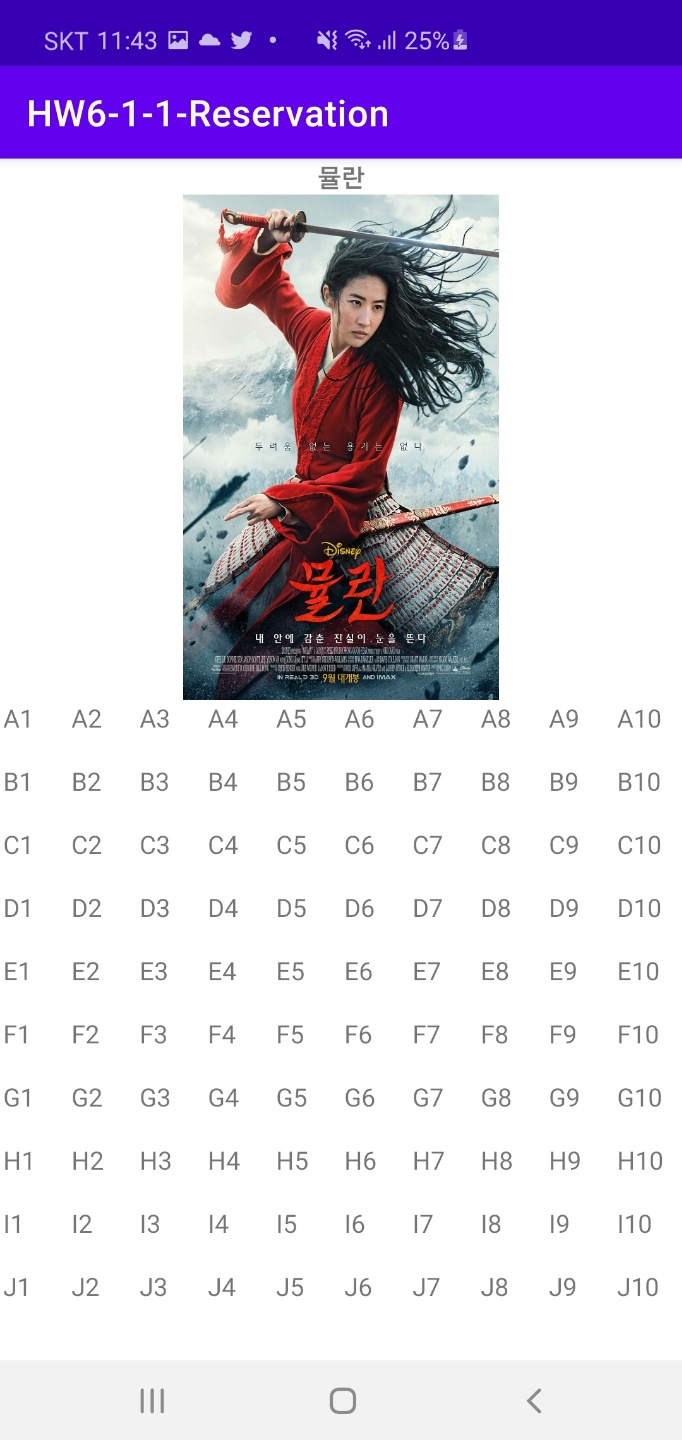 SKT 11:43 25%
HW6-1-1-Reservation
뮬란
두려움 없는 용기는 없다
Disney
뮬란
내 안에 감춘 진실이 눈을 뜬다
IN REALD 3D 9월 대개봉 AND IMAX
A1 A2 A3 A4 A5 A6 A7 A8 A9 A10
B1 B2 B3 B4 B5 B6 B7 B8 B9 B10
C1 C2 C3 C4 C5 C6 C7 C8 C9 C10
D1 D2 D3 D4 D5 D6 D7 D8 D9 D10
E1 E2 E3 E4 E5 E6 E7 E8 E9 E10
F1 F2 F3 F4 F5 F6 F7 F8 F9 F10
G1 G2 G3 G4 G5 G6 G7 G8 G9 G10
H1 H2 H3 H4 H5 H6 H7 H8 H9 H10
I1 I2 I3 I4 I5 I6 I7 I8 I9 I10
J1 J2 J3 J4 J5 J6 J7 J8 J9 J10